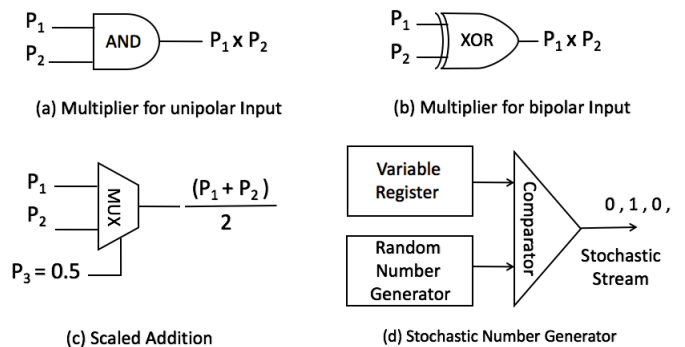 P1
P2
AND
P1 x P2
(a) Multiplier for unipolar Input
P1
P2
XOR
P1 x P2
(b) Multiplier for bipolar Input
P1
P2
MUX
P3 = 0.5
(P1 + P2)
2
(c) Scaled Addition
Variable
Register
Random
Number
Generator
Comparator
0 , 1 , 0 ,
Stochastic
Stream
(d) Stochastic Number Generator